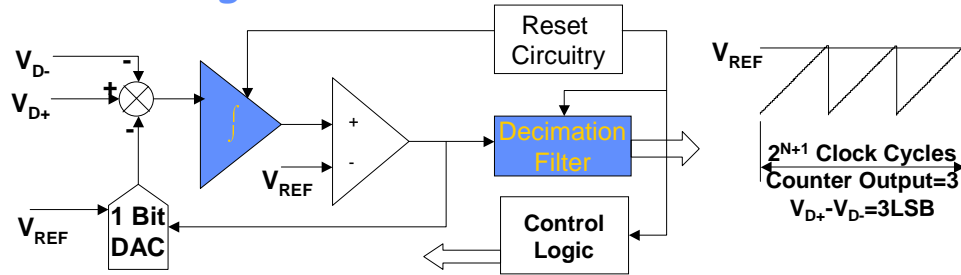 Reset
Circuitry
V_D-
-
+
V_D+
-
∫
+
-
V_REF
Decimation
Filter
V_REF
1 Bit
DAC
Control
Logic
V_REF
2^N+1 Clock Cycles
Counter Output=3
V_D+-V_D-=3LSB